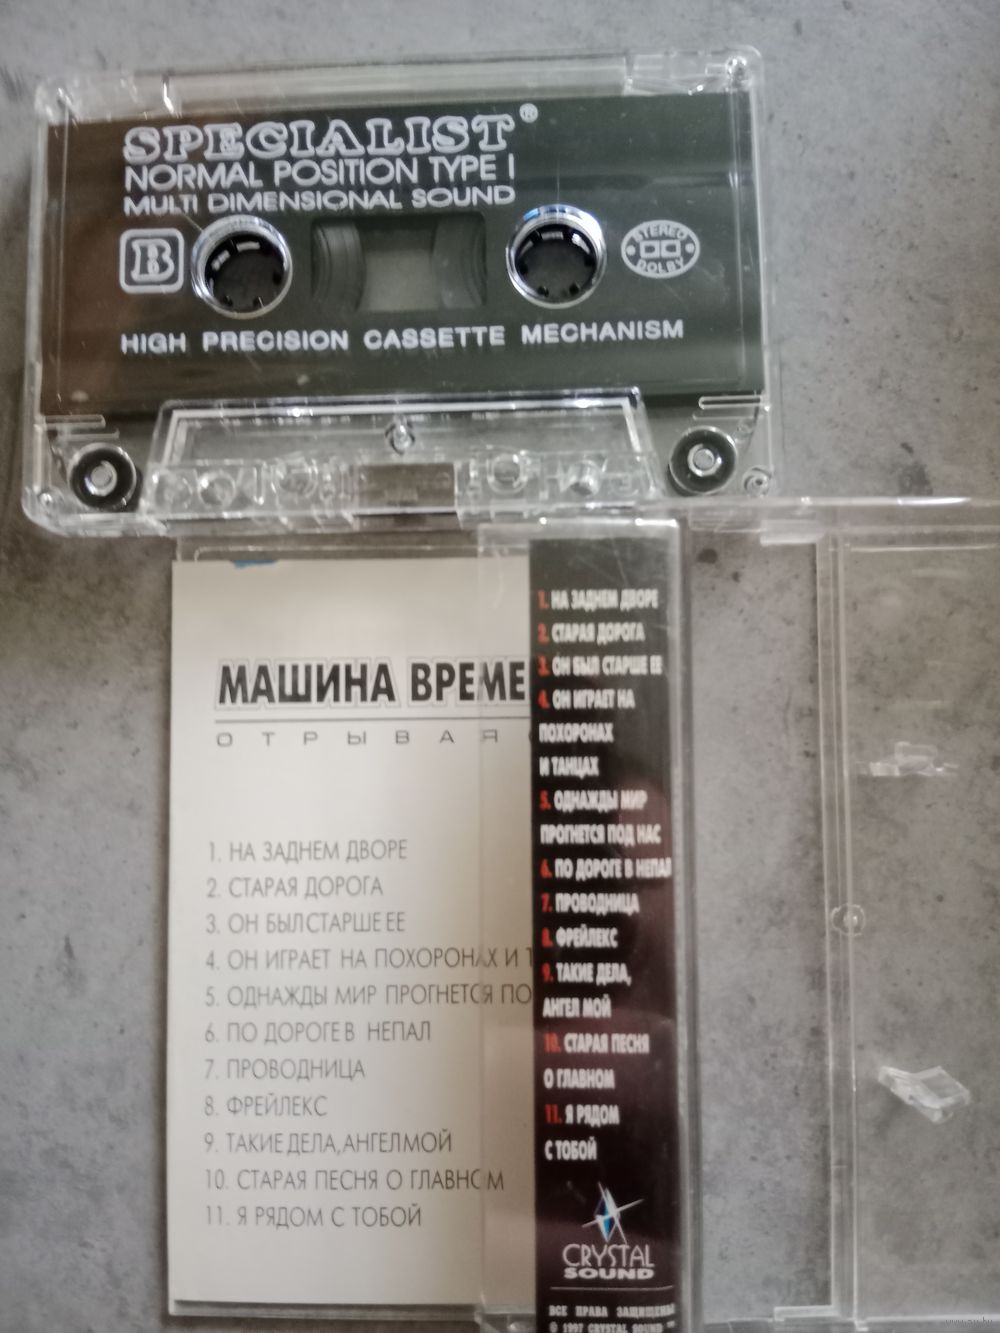 SPECIALIST®
NORMAL POSITION TYPE I
MULTI DIMENSIONAL SOUND
B
STEREO
DOLBY
HIGH PRECISION CASSETTE MECHANISM
МАШИНА ВРЕМЕ
ОТРЫВАЯ
1. НА ЗАДНЕМ ДВОРЕ
2. СТАРАЯ ДОРОГА
3. ОН БЫЛ СТАРШЕ ЕЕ
4. ОН ИГРАЕТ НА ПОХОРОНАХ И Т
5. ОДНАЖДЫ МИР ПРОГНЕТСЯ ПО
6. ПО ДОРОГЕ В НЕПАЛ
7. ПРОВОДНИЦА
8. ФРЕЙЛЕКС
9. ТАКИЕ ДЕЛА, АНГЕЛ МОЙ
10. СТАРАЯ ПЕСНЯ О ГЛАВНОМ
11. Я РЯДОМ С ТОБОЙ
1. НА ЗАДНЕМ ДВОРЕ
2. СТАРАЯ ДОРОГА
3. ОН БЫЛ СТАРШЕ ЕЕ
4. ОН ИГРАЕТ НА
ПОХОРОНАХ
И ТАНЦАХ
5. ОДНАЖДЫ МИР
ПРОГНЕТСЯ ПОД НАС
6. ПО ДОРОГЕ В НЕПАЛ
7. ПРОВОДНИЦА
8. ФРЕЙЛЕКС
9. ТАКИЕ ДЕЛА,
АНГЕЛ МОЙ
10. СТАРАЯ ПЕСНЯ
О ГЛАВНОМ
11. Я РЯДОМ
С ТОБОЙ
CRYSTAL
SOUND
ВСЕ ПРАВА ЗАЩИЩЕНЫ
© 1997 CRYSTAL SOUND